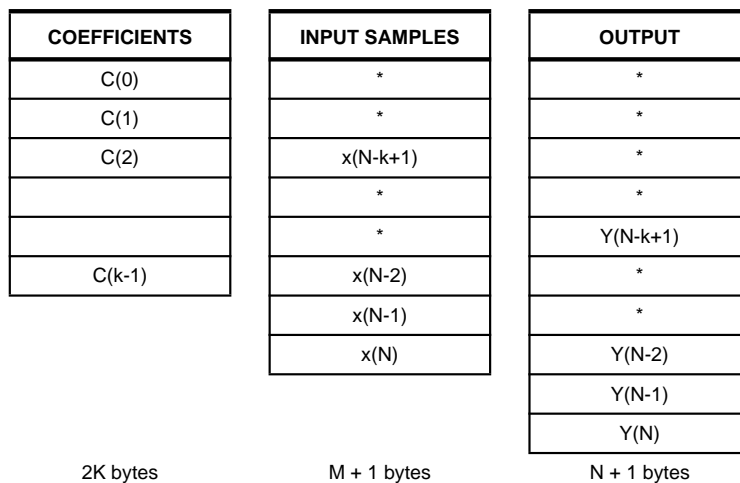 COEFFICIENTS INPUT SAMPLES OUTPUT
C(0) * *
C(1) * *
C(2) x(N-k+1) *
* *
* Y(N-k+1)
C(k-1) x(N-2) *
x(N-1) *
x(N) Y(N-2)
Y(N-1)
Y(N)
2K bytes M + 1 bytes N + 1 bytes